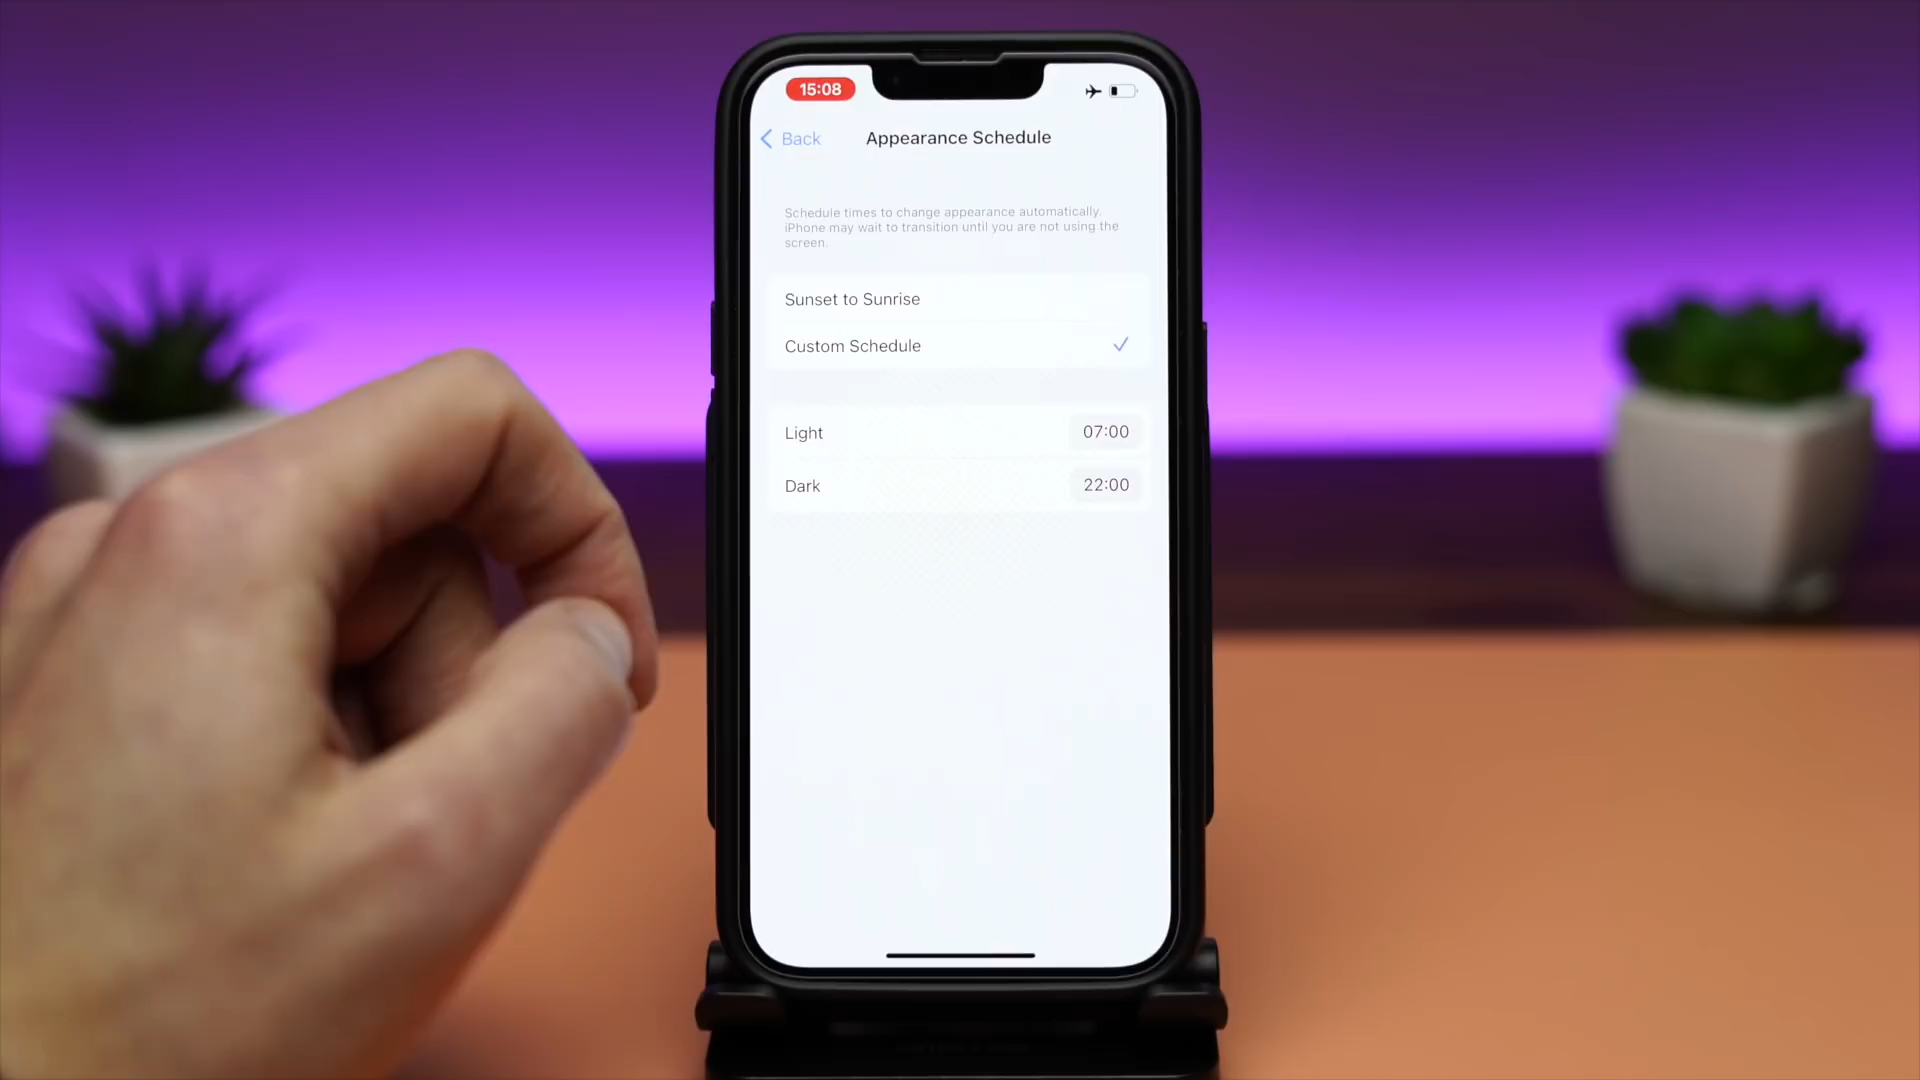 15:08
Back
Appearance Schedule
Schedule times to change appearance automatically.
iPhone may wait to transition until you are not using the
screen.
Sunset to Sunrise
Custom Schedule
Light
07:00
Dark
22:00